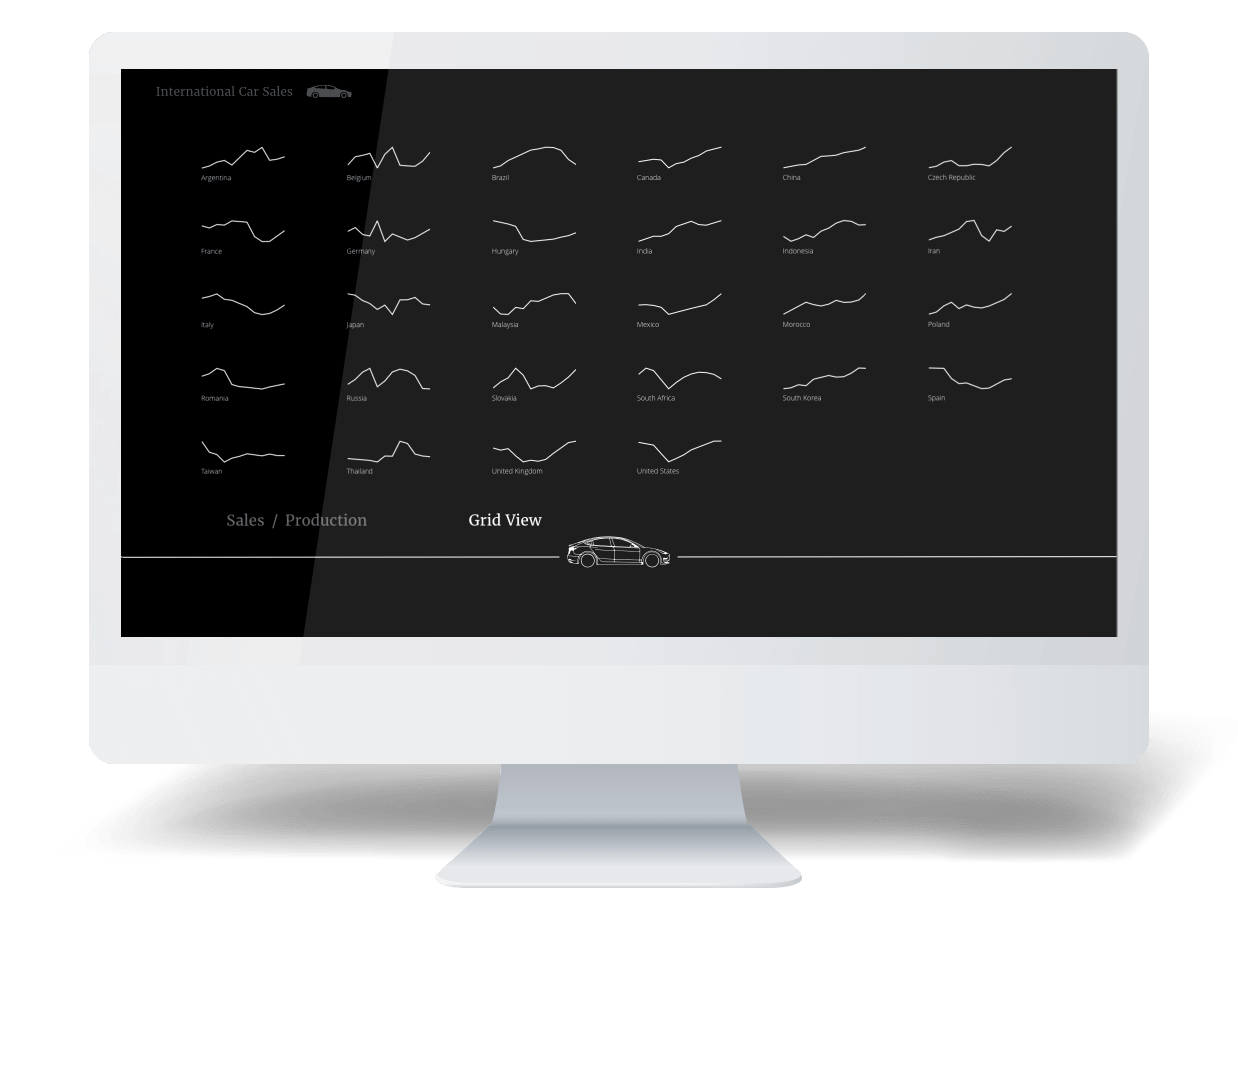 International Car Sales
Argentina
Belgium
Brazil
Canada
China
Czech Republic
France
Germany
Hungary
India
Indonesia
Iran
Italy
Japan
Malaysia
Mexico
Morocco
Poland
Romania
Russia
Slovakia
South Africa
South Korea
Spain
Taiwan
Thailand
United Kingdom
United States
Sales / Production
Grid View